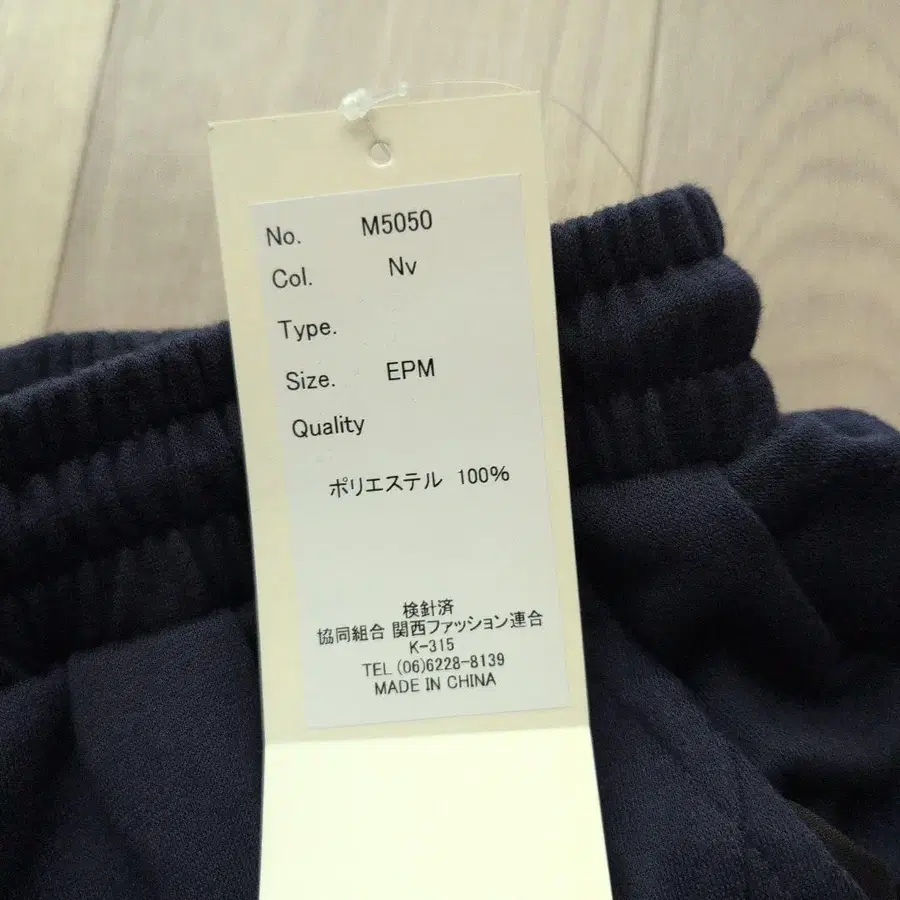 No. M5050
Col. Nv
Type.
Size. EPM
Quality
ポリエステル 100%
検針済
協同組合 関西ファッション連合
K-315
TEL (06)6228-8139
MADE IN CHINA